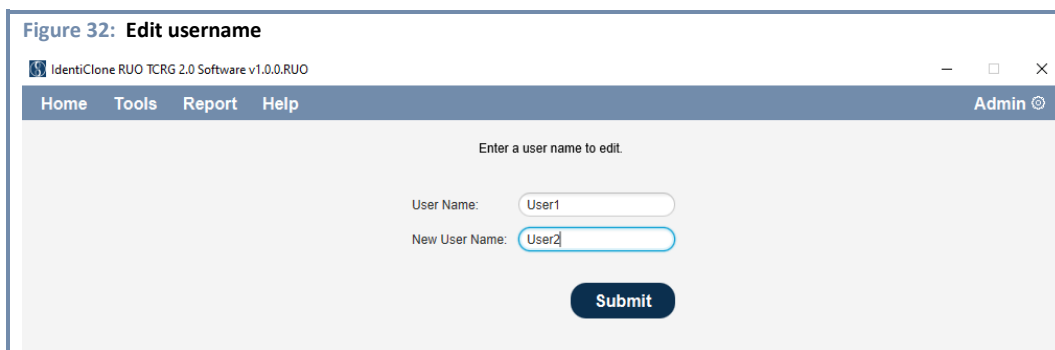 Figure 32: Edit username
IdentiClone RUO TCRG 2.0 Software v1.0.0.RUO
Home Tools Report Help Admin
Enter a user name to edit.
User Name: User1
New User Name: User2
Submit